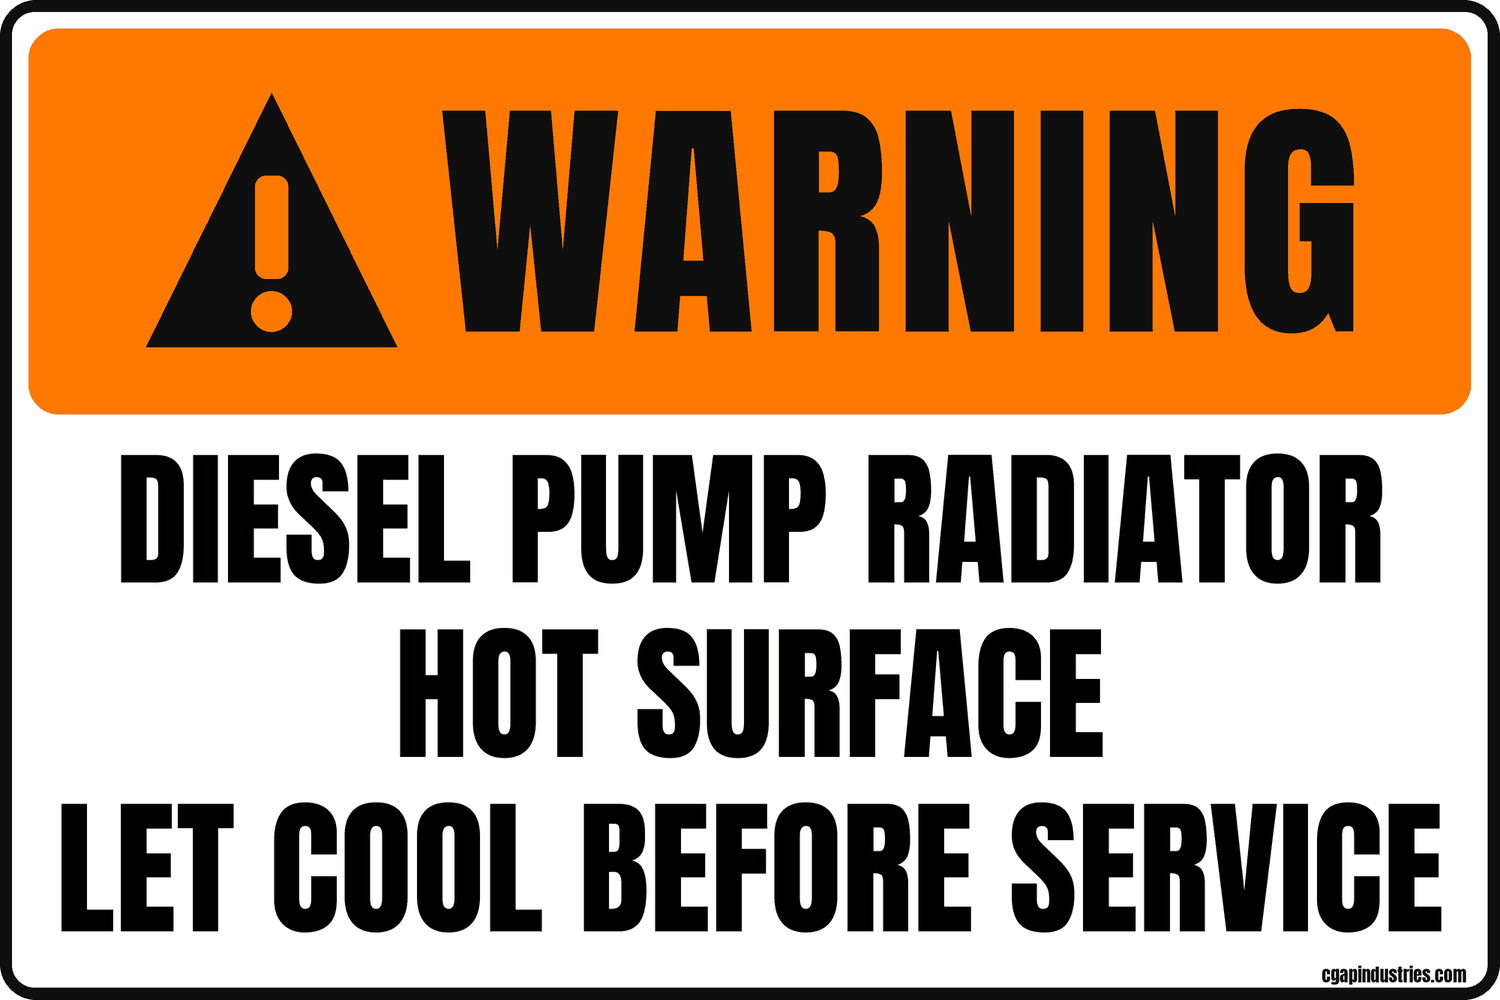 WARNING
DIESEL PUMP RADIATOR
HOT SURFACE
LET COOL BEFORE SERVICE
cgapindustries.com